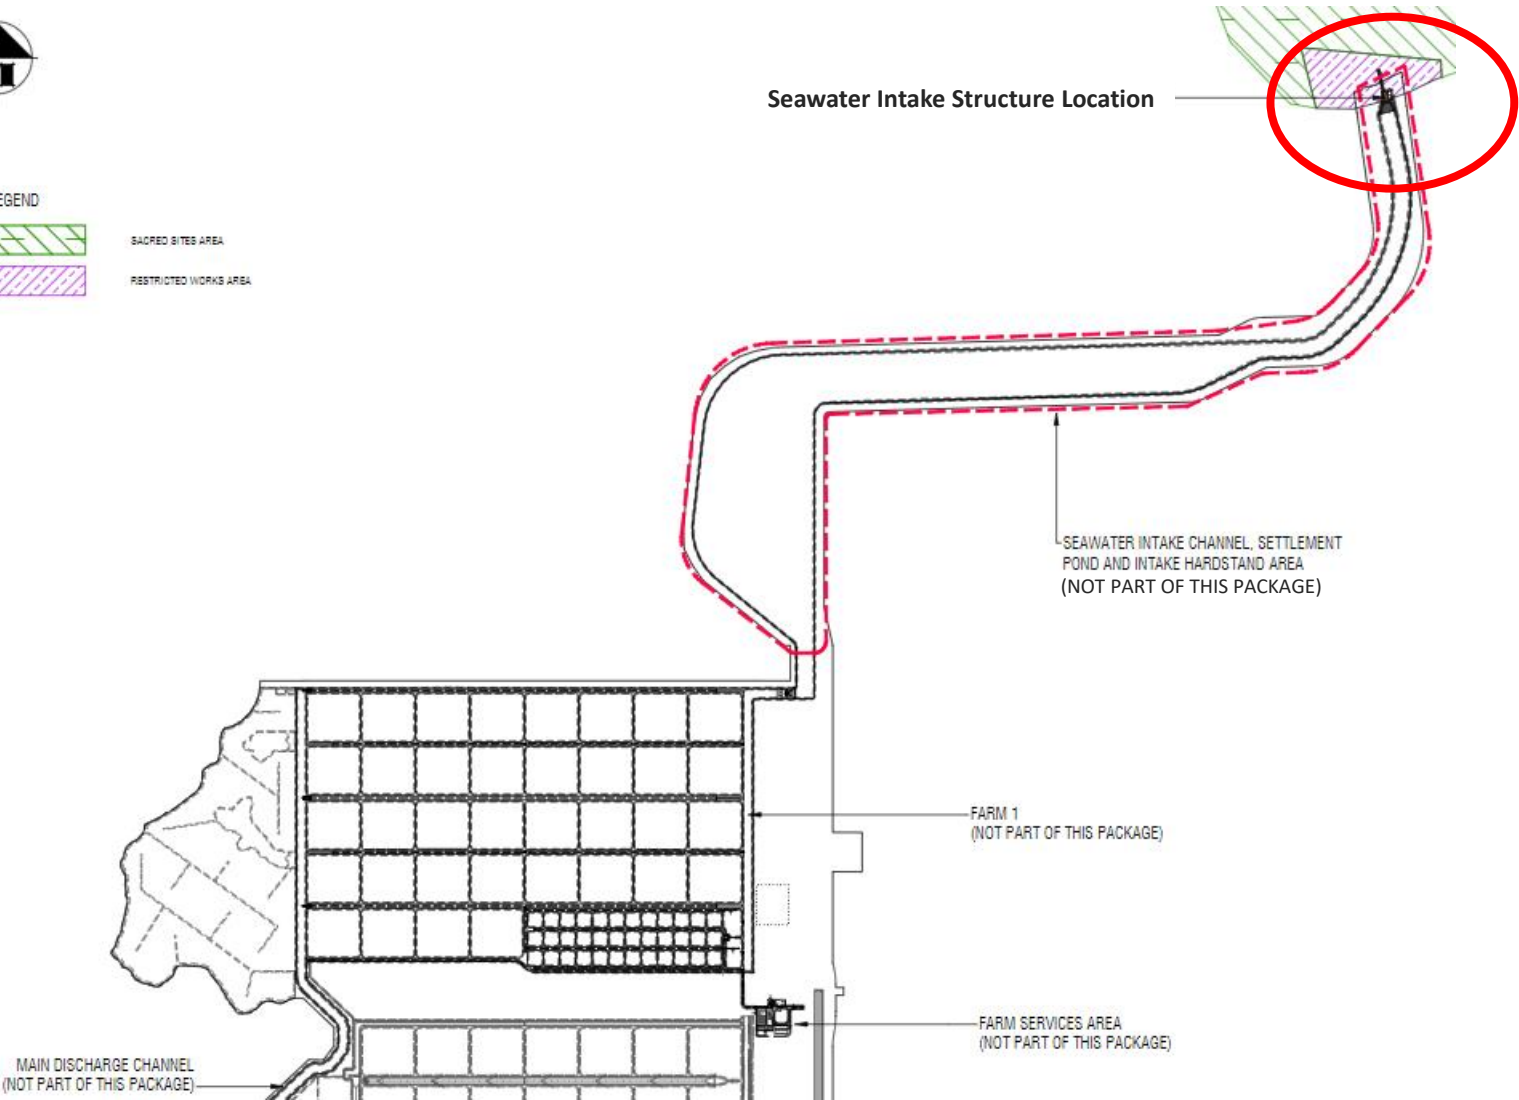 Seawater Intake Structure Location
EGEND
SACRED SITES AREA
RESTRICTED WORKS AREA
SEAWATER INTAKE CHANNEL, SETTLEMENT
POND AND INTAKE HARDSTAND AREA
(NOT PART OF THIS PACKAGE)
FARM 1
(NOT PART OF THIS PACKAGE)
FARM SERVICES AREA
(NOT PART OF THIS PACKAGE)
MAIN DISCHARGE CHANNEL
(NOT PART OF THIS PACKAGE)